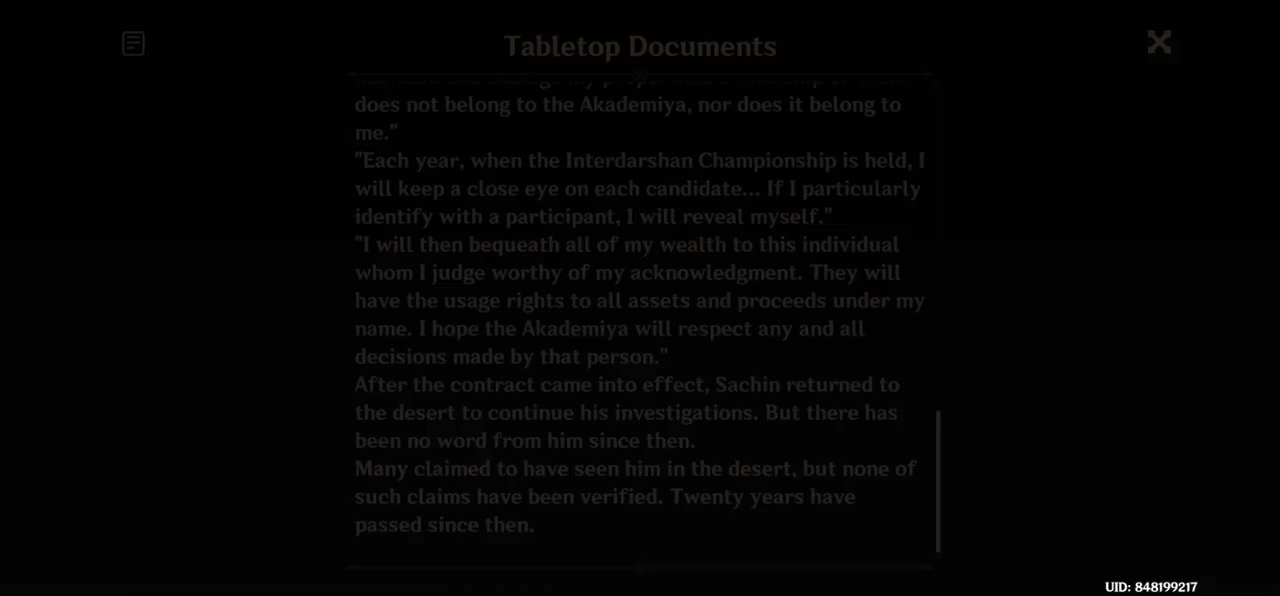 Tabletop Documents
does not belong to the Akademiya, nor does it belong to
me."
"Each year, when the Interdarshan Championship is held, I
will keep a close eye on each candidate... If I particularly
identify with a participant, I will reveal myself."
"I will then bequeath all of my wealth to this individual
whom I judge worthy of my acknowledgment. They will
have the usage rights to all assets and proceeds under my
name. I hope the Akademiya will respect any and all
decisions made by that person."
After the contract came into effect, Sachin returned to
the desert to continue his investigations. But there has
been no word from him since then.
Many claimed to have seen him in the desert, but none of
such claims have been verified. Twenty years have
passed since then.
UID: 848199217